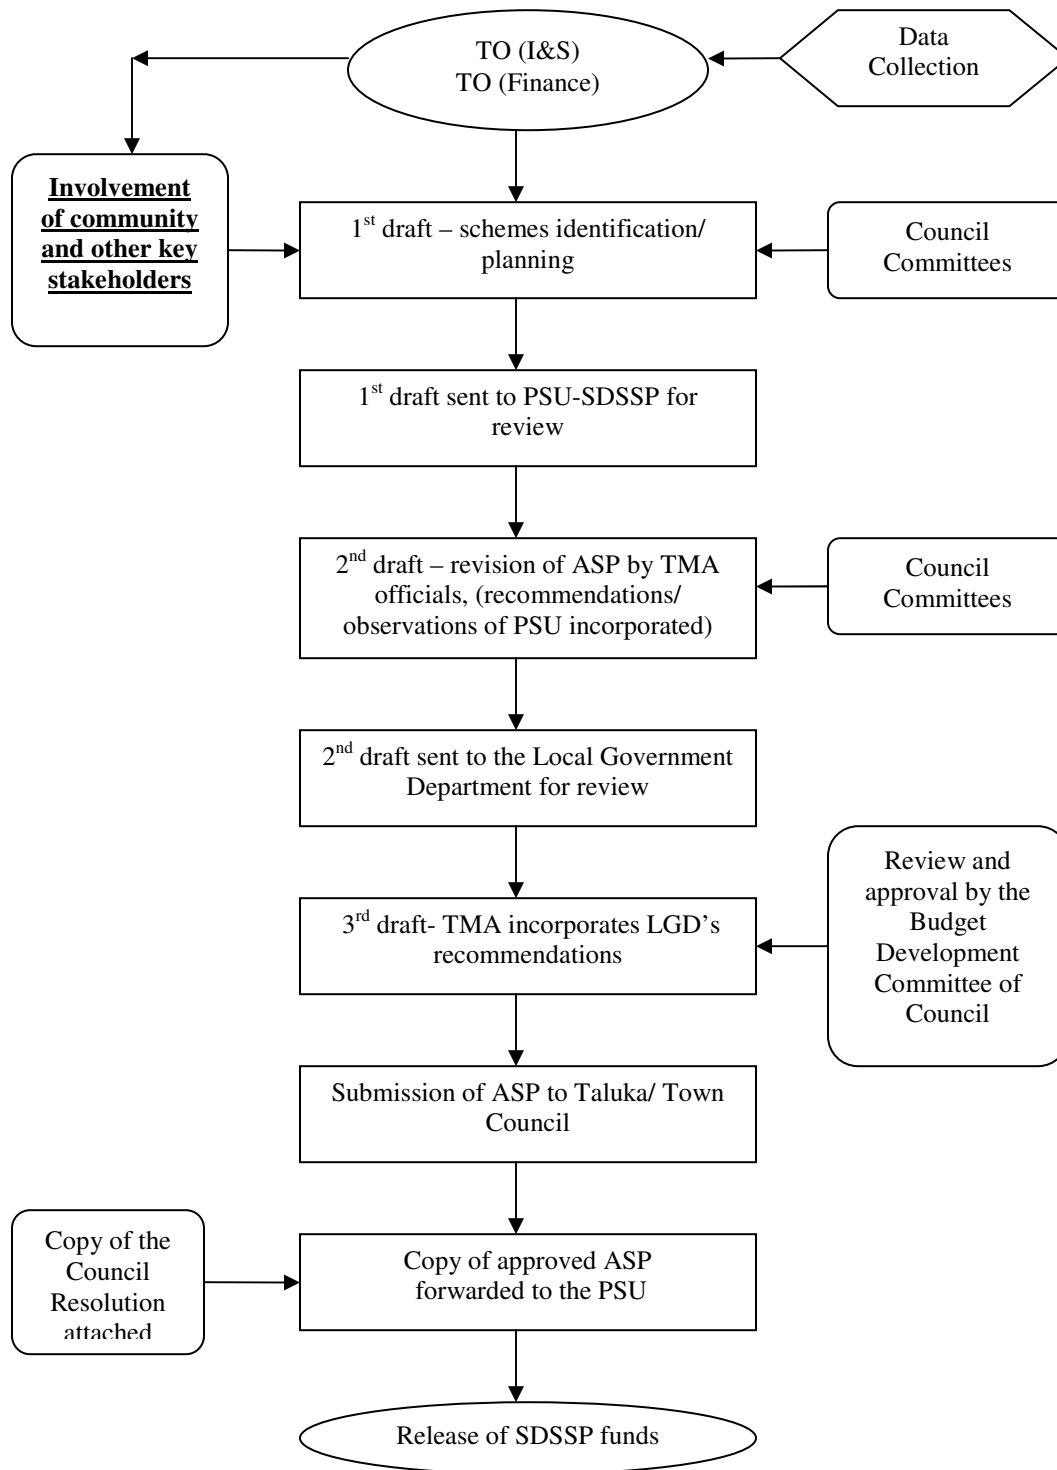 TO (I&S)
TO (Finance)
Data
Collection
Involvement
of community
and other key
stakeholders
1st draft – schemes identification/
planning
Council
Committees
1st draft sent to PSU-SDSSP for
review
2nd draft – revision of ASP by TMA
officials, (recommendations/
observations of PSU incorporated)
Council
Committees
2nd draft sent to the Local Government
Department for review
3rd draft- TMA incorporates LGD's
recommendations
Review and
approval by the
Budget
Development
Committee of
Council
Submission of ASP to Taluka/ Town
Council
Copy of the
Council
Resolution
attached
Copy of approved ASP
forwarded to the PSU
Release of SDSSP funds